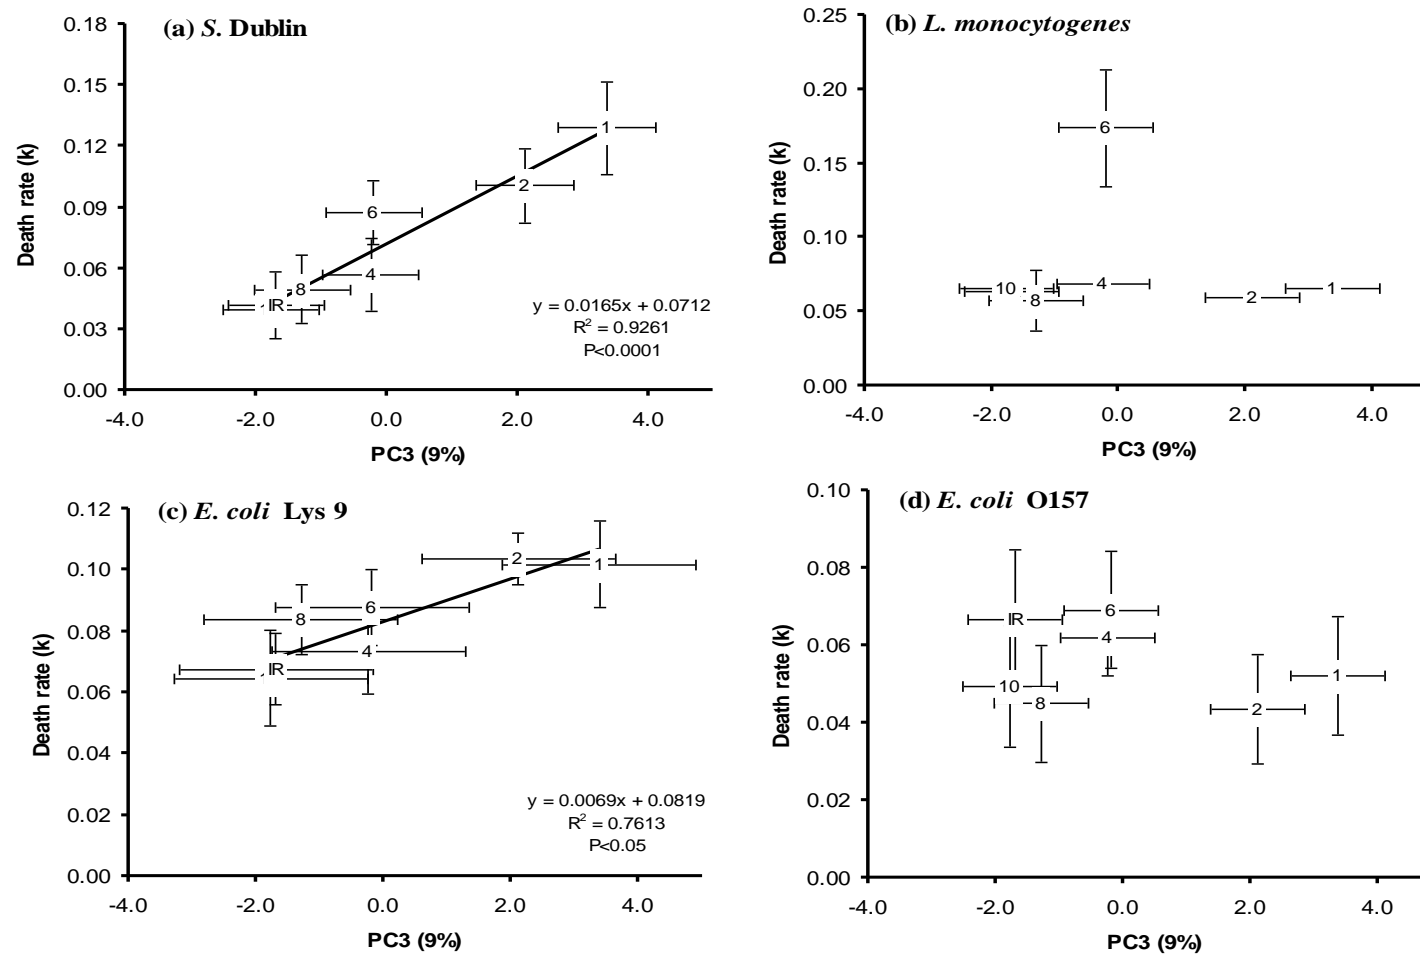 (a) S. Dublin
0.18
0.15
0.12
0.09
0.06
0.03
0.00
Death rate (k)
1
2
6
4
8
IR
y = 0.0165x + 0.0712
R² = 0.9261
P<0.0001
-4.0 -2.0 0.0 2.0 4.0
PC3 (9%)
(b) L. monocytogenes
0.25
0.20
0.15
0.10
0.05
0.00
Death rate (k)
6
10
8
4
2
1
-4.0 -2.0 0.0 2.0 4.0
PC3 (9%)
(c) E. coli Lys 9
0.12
0.10
0.08
0.06
0.04
0.02
0.00
Death rate (k)
2
1
6
8
4
IR
y = 0.0069x + 0.0819
R² = 0.7613
P<0.05
-4.0 -2.0 0.0 2.0 4.0
PC3 (9%)
(d) E. coli O157
0.10
0.08
0.06
0.04
0.02
0.00
Death rate (k)
IR
6
4
10
8
2
1
-4.0 -2.0 0.0 2.0 4.0
PC3 (9%)